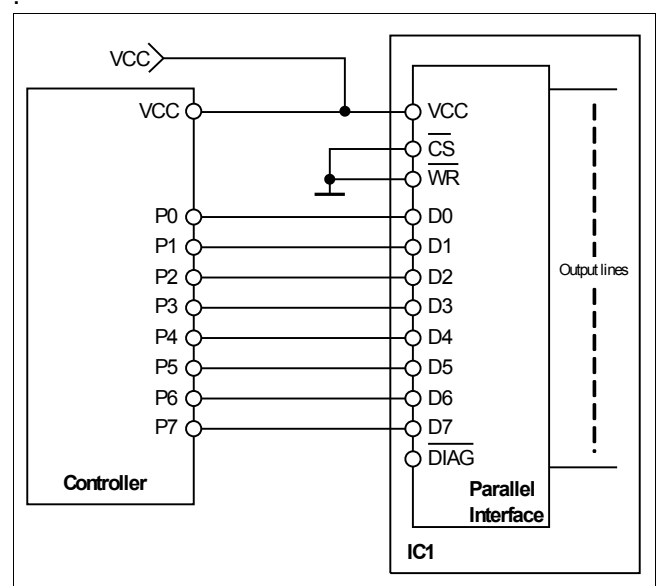 VCC
VCC
VCC
CS
WR
P0
D0
P1
D1
P2
D2
Output lines
P3
D3
P4
D4
P5
D5
P6
D6
P7
D7
DIAG
Controller
Parallel
Interface
IC1